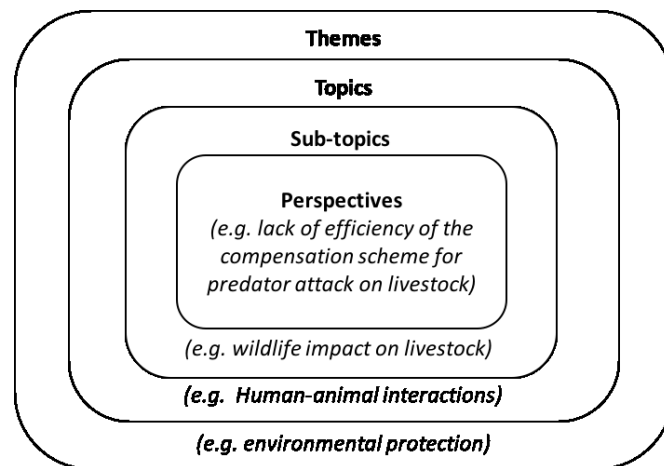 Themes
Topics
Sub-topics
Perspectives
(e.g. lack of efficiency of the
compensation scheme for
predator attack on livestock)
(e.g. wildlife impact on livestock)
(e.g.  Human-animal interactions)
(e.g. environmental protection)